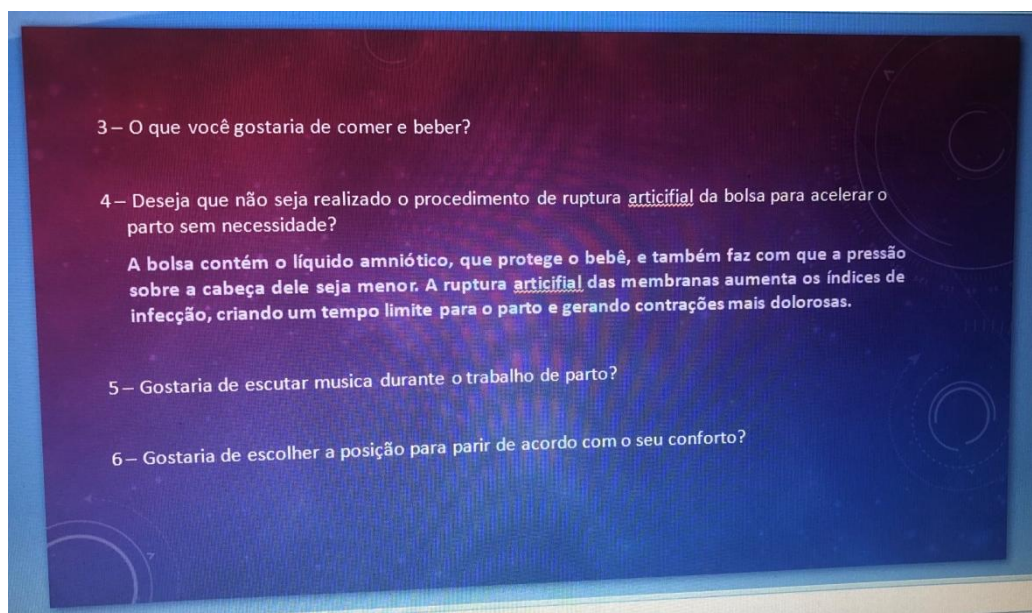 3 – O que você gostaria de comer e beber?
4 – Deseja que não seja realizado o procedimento de ruptura articifial da bolsa para acelerar o
parto sem necessidade?
A bolsa contém o líquido amniótico, que protege o bebê, e também faz com que a pressão
sobre a cabeça dele seja menor. A ruptura articifial das membranas aumenta os índices de
infecção, criando um tempo limite para o parto e gerando contrações mais dolorosas.
5 – Gostaria de escutar musica durante o trabalho de parto?
6 – Gostaria de escolher a posição para parir de acordo com o seu conforto?